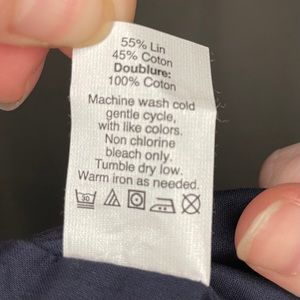 55% Lin
45% Coton
Doublure:
100% Coton
Machine wash cold
gentle cycle,
with like colors.
Non chlorine
bleach only.
Tumble dry low.
Warm iron as needed.
30